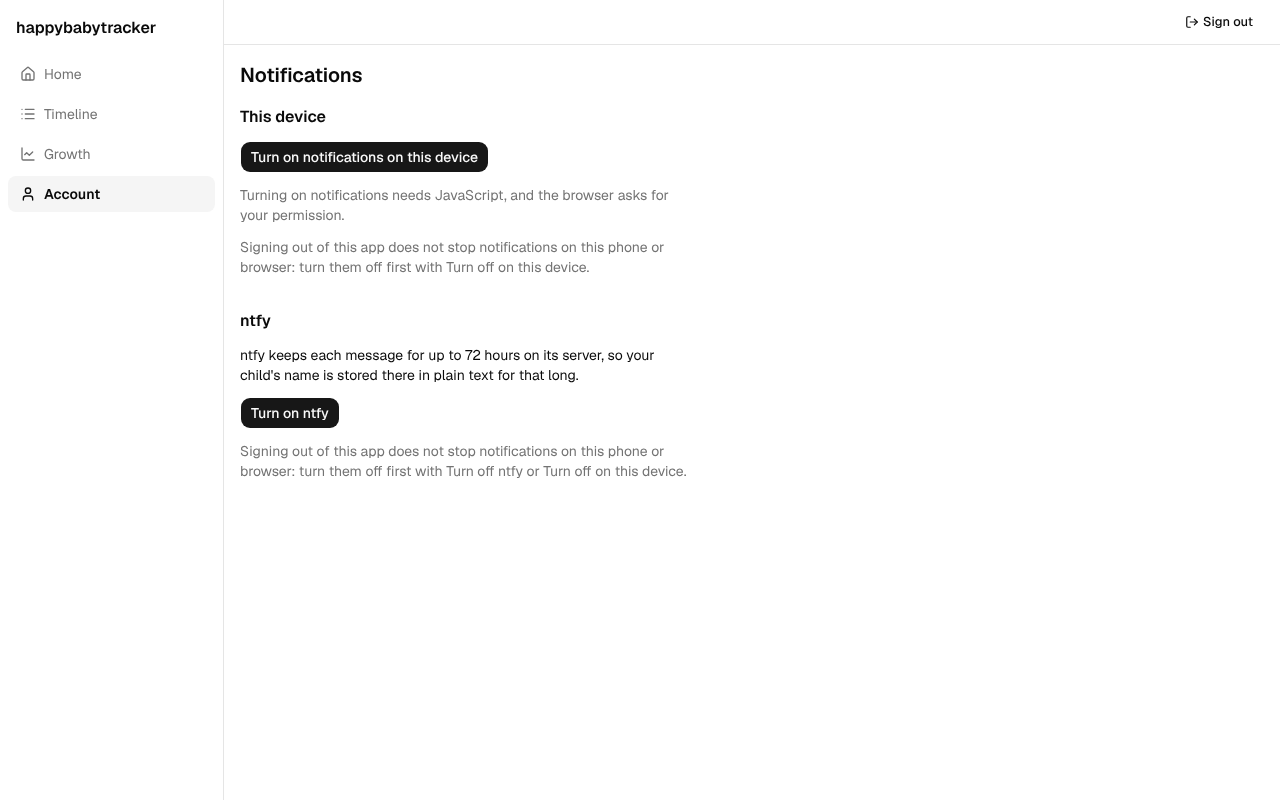 happybabytracker
Sign out
Home
Timeline
Growth
Account
Notifications
This device
Turn on notifications on this device
Turning on notifications needs JavaScript, and the browser asks for
your permission.
Signing out of this app does not stop notifications on this phone or
browser: turn them off first with Turn off on this device.
ntfy
ntfy keeps each message for up to 72 hours on its server, so your
child's name is stored there in plain text for that long.
Turn on ntfy
Signing out of this app does not stop notifications on this phone or
browser: turn them off first with Turn off ntfy or Turn off on this device.